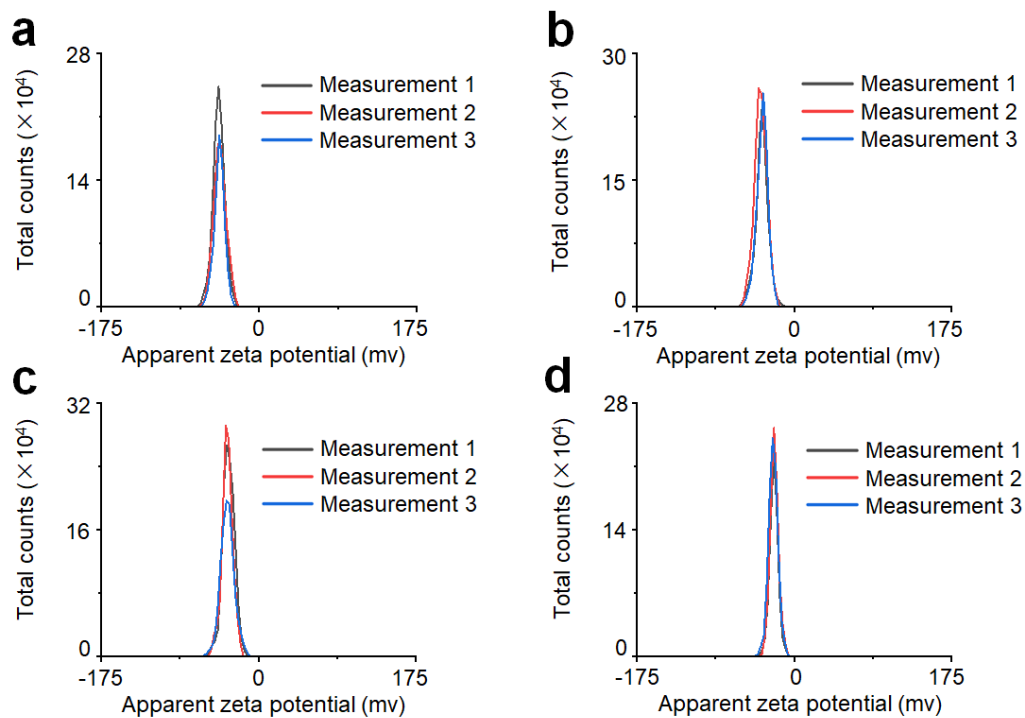 a
28
Measurement 1
Measurement 2
Measurement 3
14
0
Total counts (×10⁴)
-175 0 175
Apparent zeta potential (mv)
b
30
Measurement 1
Measurement 2
Measurement 3
15
0
Total counts (×10⁴)
-175 0 175
Apparent zeta potential (mv)
c
32
Measurement 1
Measurement 2
Measurement 3
16
0
Total counts (×10⁴)
-175 0 175
Apparent zeta potential (mv)
d
28
Measurement 1
Measurement 2
Measurement 3
14
0
Total counts (×10⁴)
-175 0 175
Apparent zeta potential (mv)